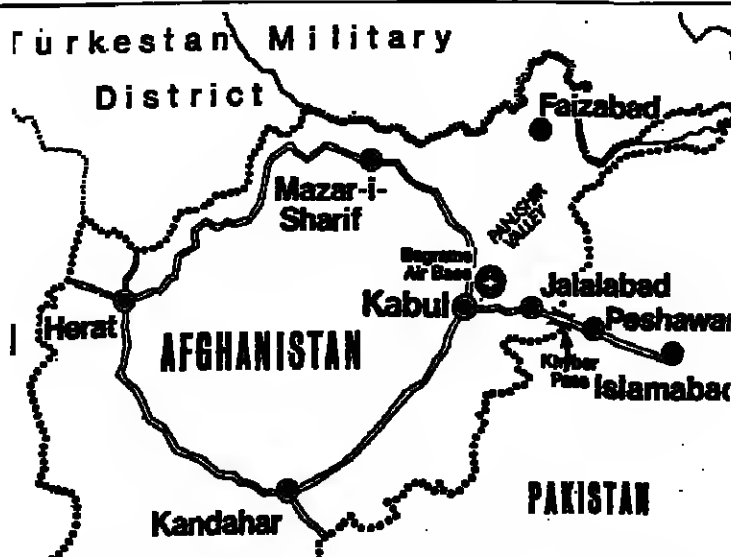 Turkestan Military
District
Faizabad
Mazar-i-
Sharif
PANJSHIR
VALLEY
Bagrame
Air Base
Jalalabad
Kabul
Peshawar
Herat
AFGHANISTAN
Khyber
Pass
Islamabad
Kandahar
PAKISTAN